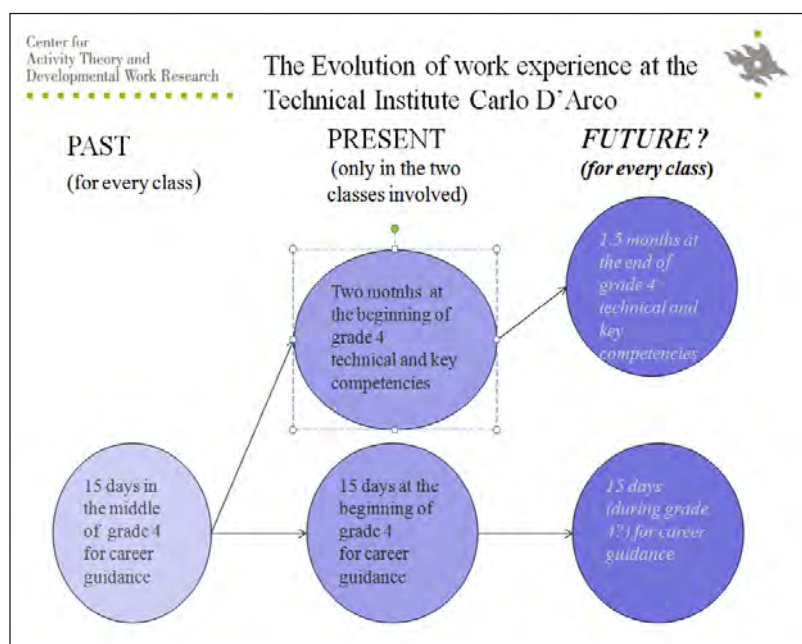 Center for
Activity Theory and
Developmental Work Research
The Evolution of work experience at the
Technical Institute Carlo D'Arco
PAST
(for every class)
PRESENT
(only in the two
classes involved)
FUTURE?
(for every class)
1.5 months at
the end of
grade 4
technical and
key
competencies
Two motnhs at
the beginning of
grade 4
technical and key
competencies
15 days in
the middle
of grade 4
for career
guidance
15 days at the
beginning of
grade 4
for career
guidance
15 days
(during grade
4?) for career
guidance